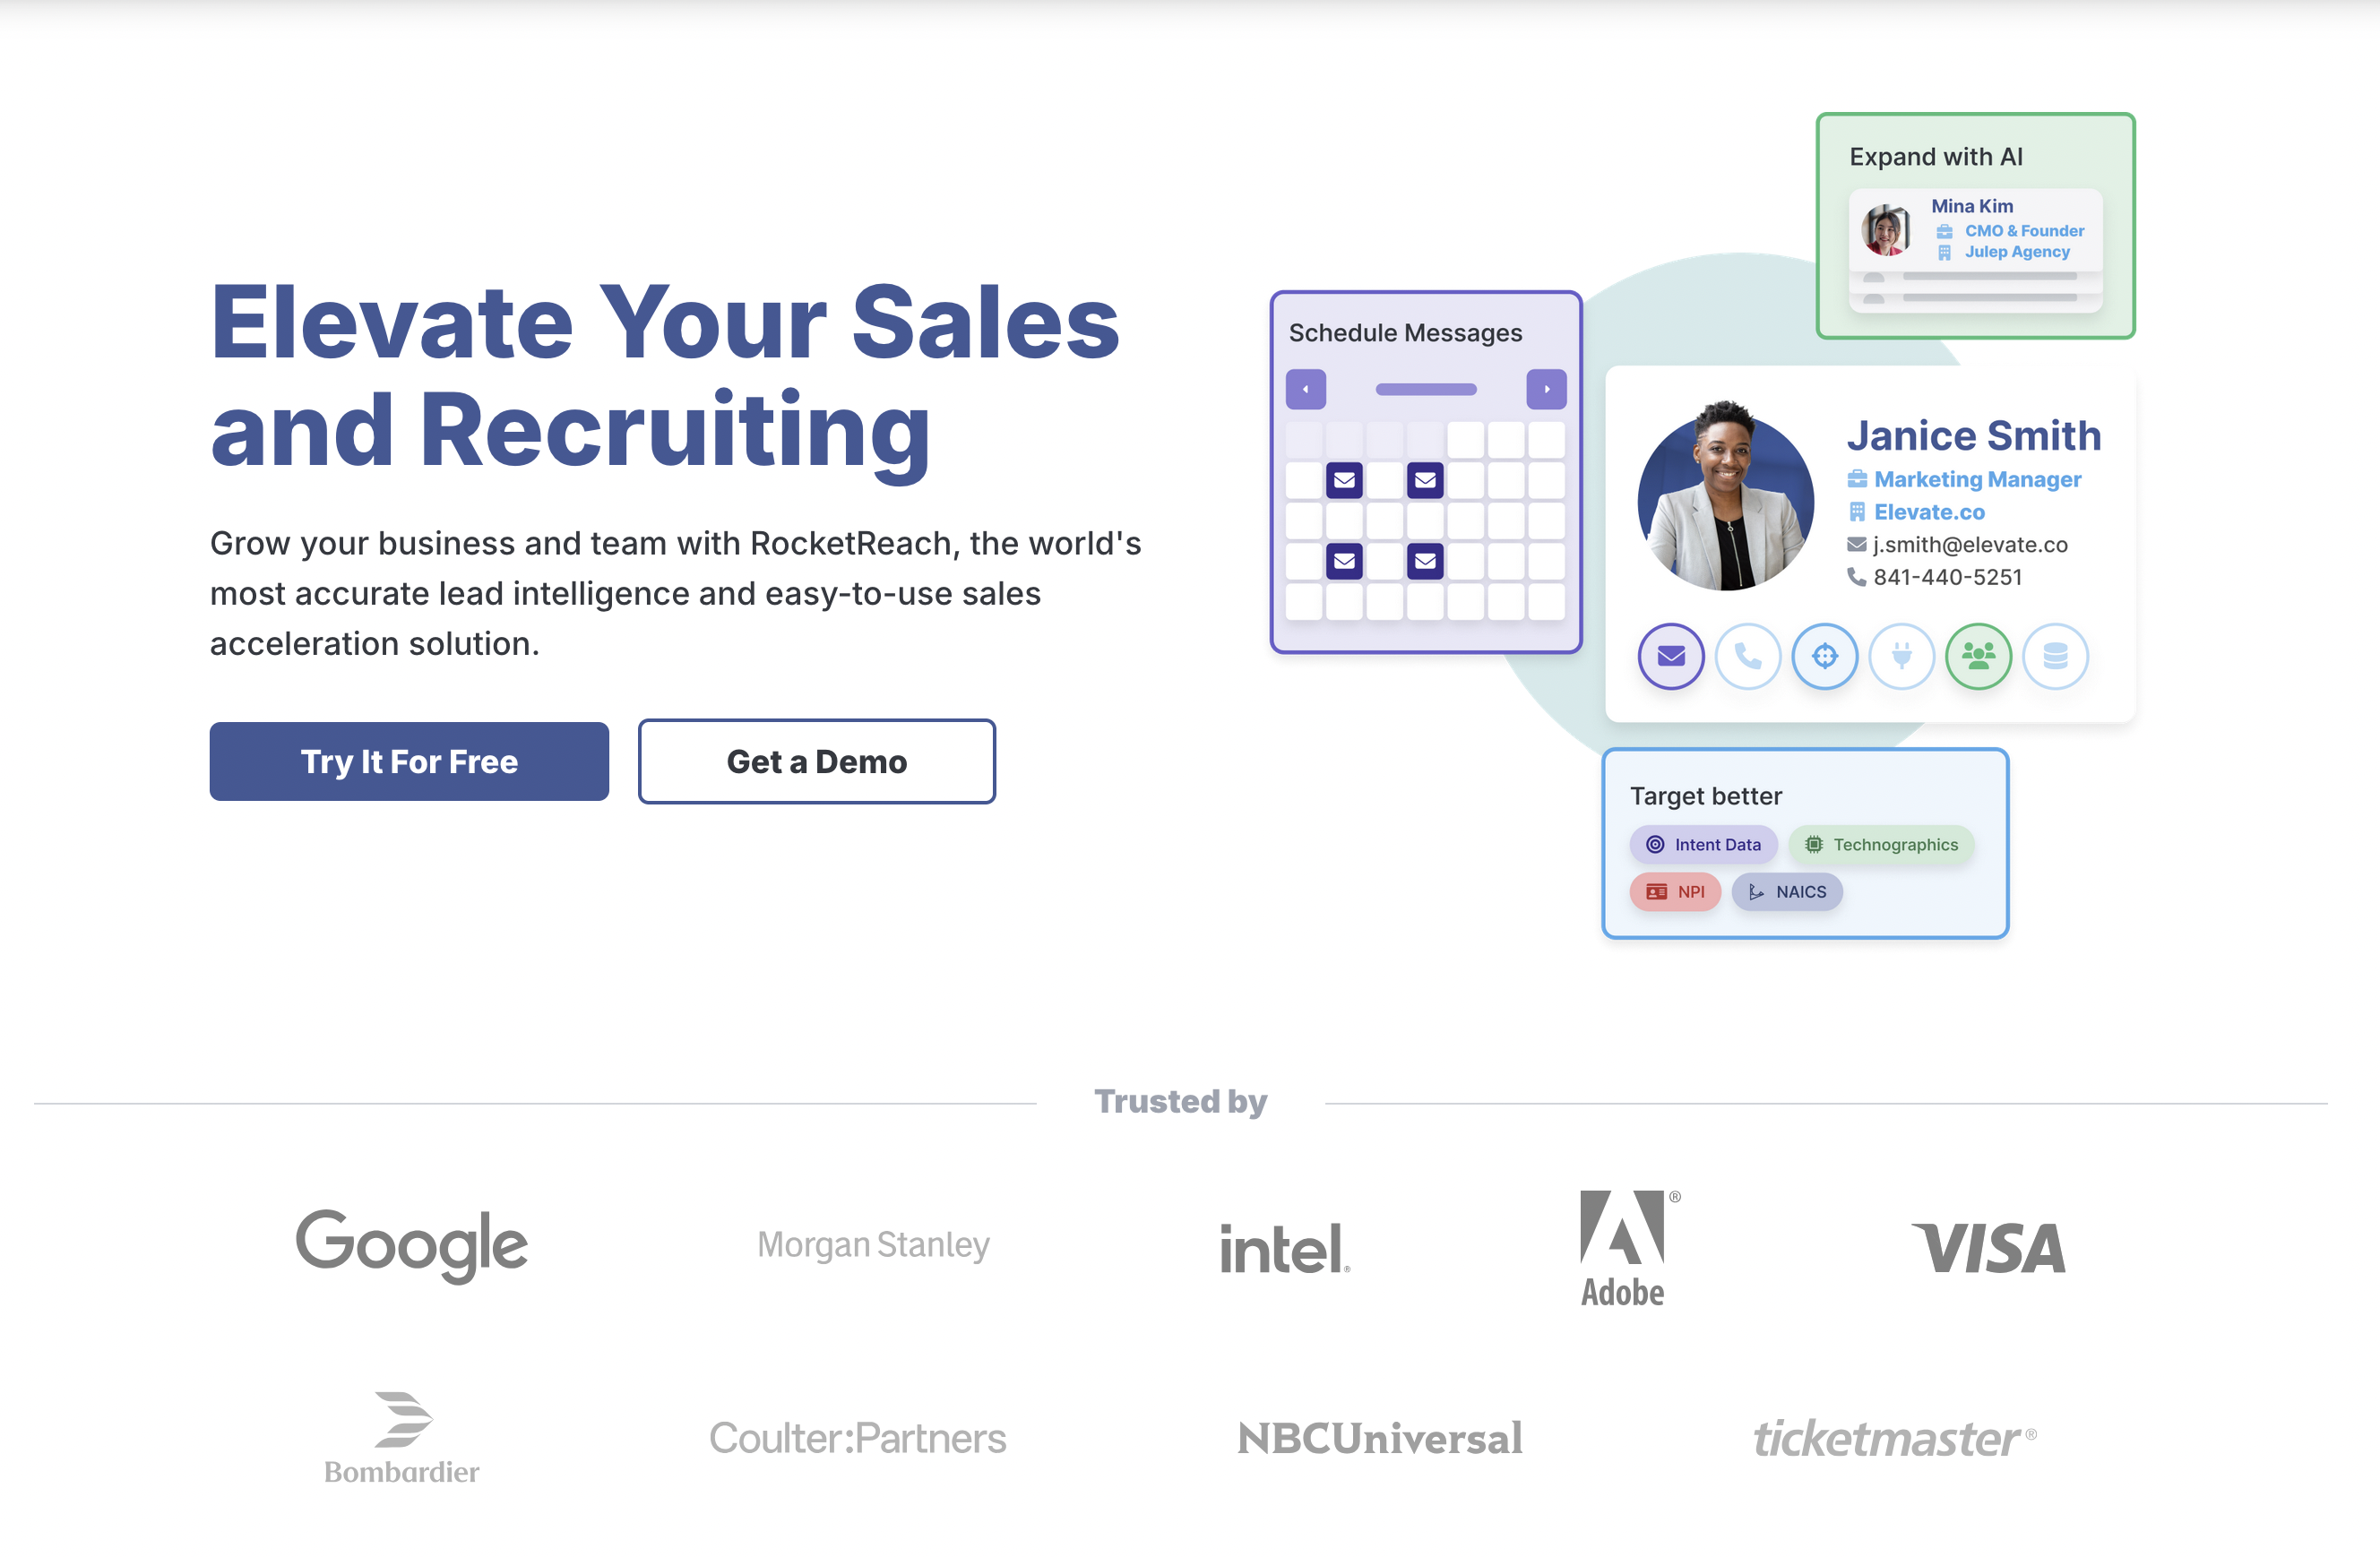 Elevate Your Sales
and Recruiting
Grow your business and team with RocketReach, the world's
most accurate lead intelligence and easy-to-use sales
acceleration solution.
Try It For Free
Get a Demo
Schedule Messages
Expand with AI
Mina Kim
CMO & Founder
Julep Agency
Janice Smith
Marketing Manager
Elevate.co
j.smith@elevate.co
841-440-5251
Target better
Intent Data
Technographics
NPI
NAICS
Trusted by
Google
Morgan Stanley
intel®
Adobe®
VISA
Bombardier
Coulter:Partners
NBCUniversal
ticketmaster®